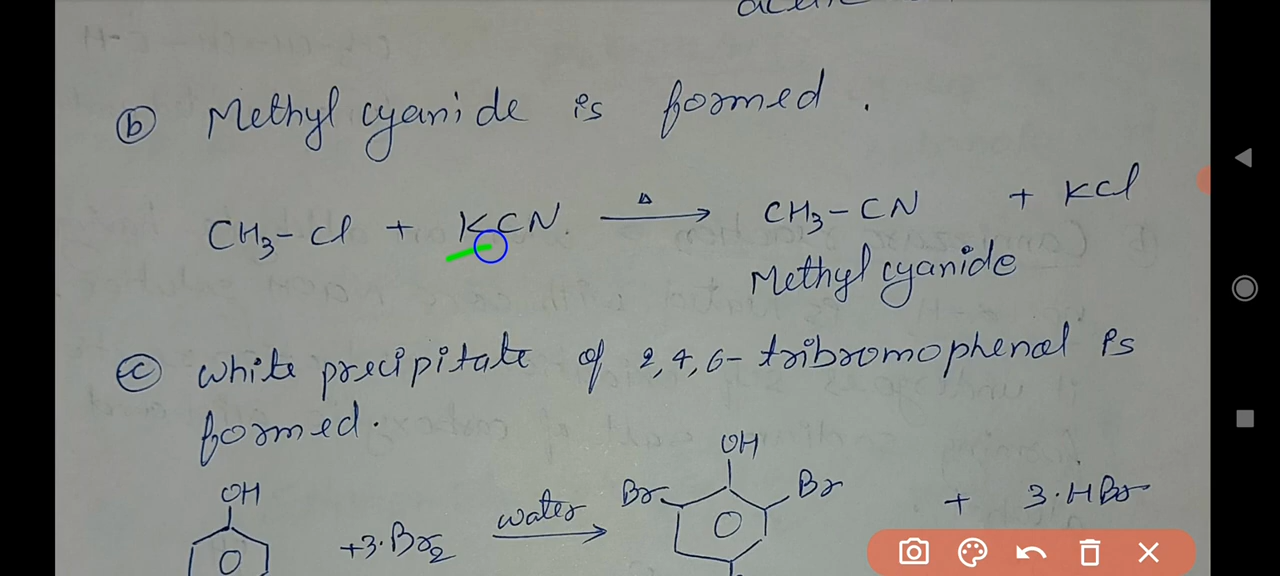 (b) Methyl cyanide is formed.
CH3-Cl + KCN. Δ→ CH3-CN + KCl
Methyl cyanide
(c) White precipitate of 2,4,6-tribromophenol is
formed.
OH
OH
Br
Br
+3.Br2 water→ + 3.HBr